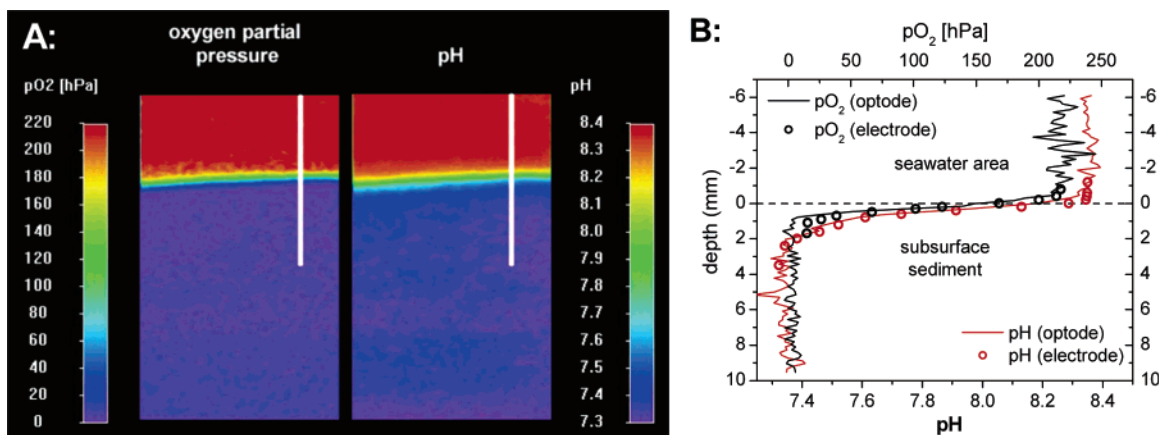 A:
oxygen partial
pressure
pH
pO2 [hPa]
220
200
180
160
140
120
100
80
60
40
20
0
pH
8.4
8.3
8.2
8.1
8.0
7.9
7.8
7.7
7.6
7.5
7.4
7.3
B:
pO₂ [hPa]
0 50 100 150 200 250
-6
-4
-2
0
2
4
6
8
10
depth (mm)
pO₂ (optode)
pO₂ (electrode)
seawater area
subsurface
sediment
pH (optode)
pH (electrode)
-6
-4
-2
0
2
4
6
8
10
7.4 7.6 7.8 8.0 8.2 8.4
pH